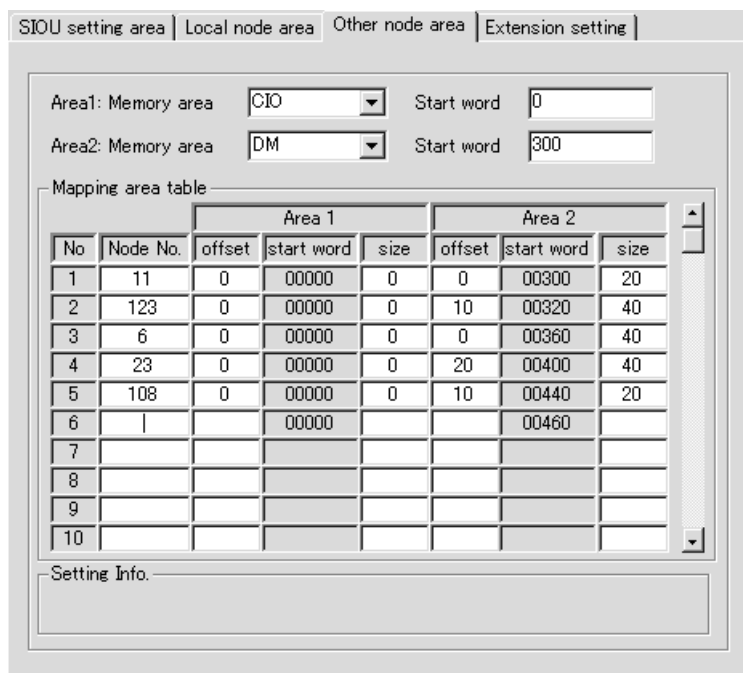 SIOU setting area Local node area Other node area Extension setting
Area1: Memory area CIO Start word 0
Area2: Memory area DM Start word 300
Mapping area table
Area 1 Area 2
No Node No. offset start word size offset start word size
1 11 0 00000 0 0 00300 20
2 123 0 00000 0 10 00320 40
3 6 0 00000 0 0 00360 40
4 23 0 00000 0 20 00400 40
5 108 0 00000 0 10 00440 20
6 00000 00460
7
8
9
10
Setting Info.